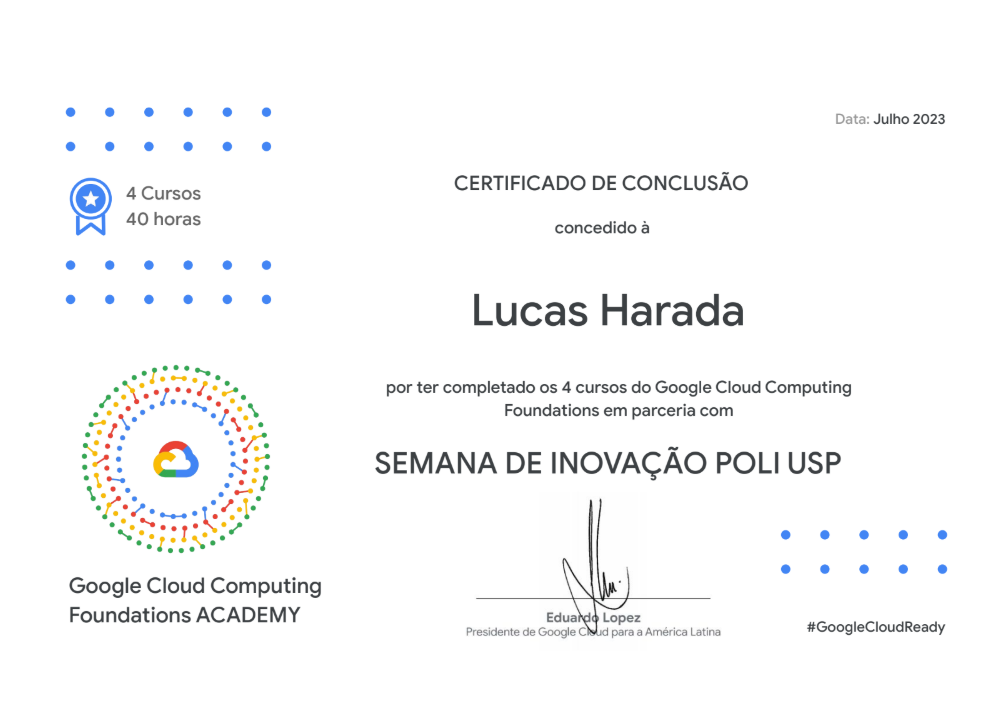 Data: Julho 2023
4 Cursos
40 horas
CERTIFICADO DE CONCLUSÃO
concedido à
Lucas Harada
por ter completado os 4 cursos do Google Cloud Computing
Foundations em parceria com
SEMANA DE INOVAÇÃO POLI USP
Google Cloud Computing
Foundations ACADEMY
Eduardo Lopez
Presidente de Google Cloud para a América Latina
#GoogleCloudReady